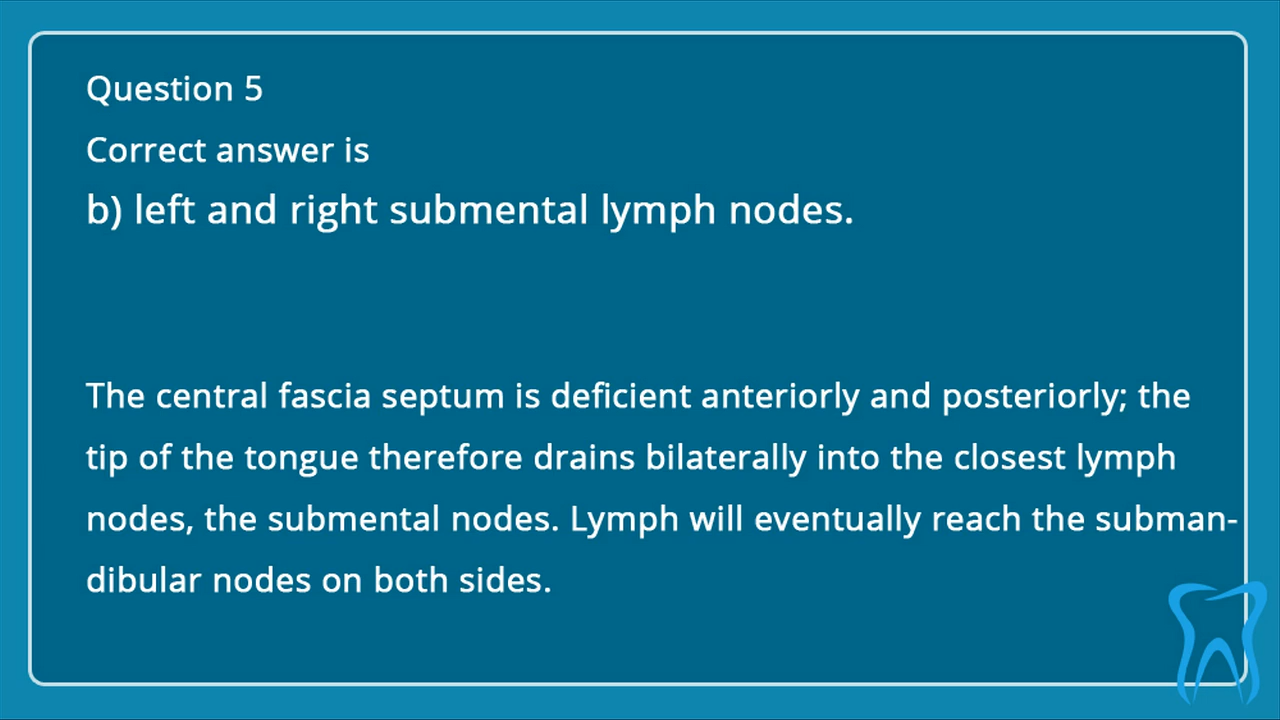 Question 5
Correct answer is
b) left and right submental lymph nodes.
The central fascia septum is deficient anteriorly and posteriorly; the
tip of the tongue therefore drains bilaterally into the closest lymph
nodes, the submental nodes. Lymph will eventually reach the subman-
dibular nodes on both sides.